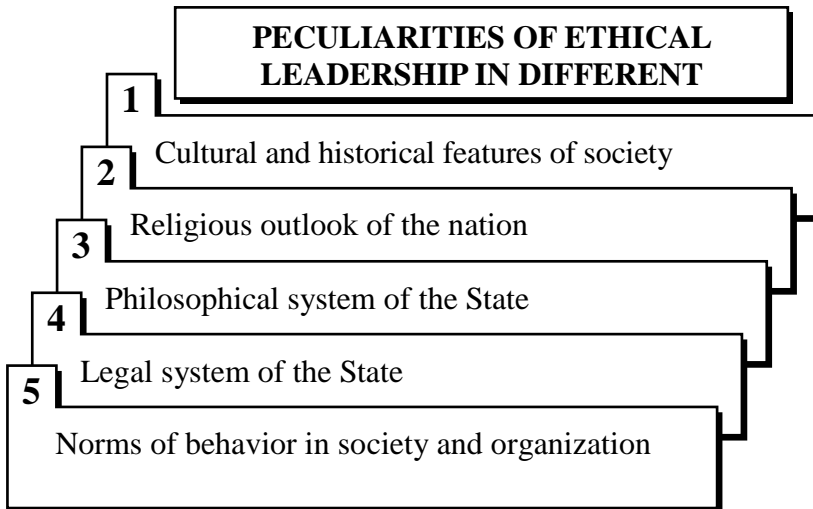 PECULIARITIES OF ETHICAL
LEADERSHIP IN DIFFERENT
1
Cultural and historical features of society
2
Religious outlook of the nation
3
Philosophical system of the State
4
Legal system of the State
5
Norms of behavior in society and organization